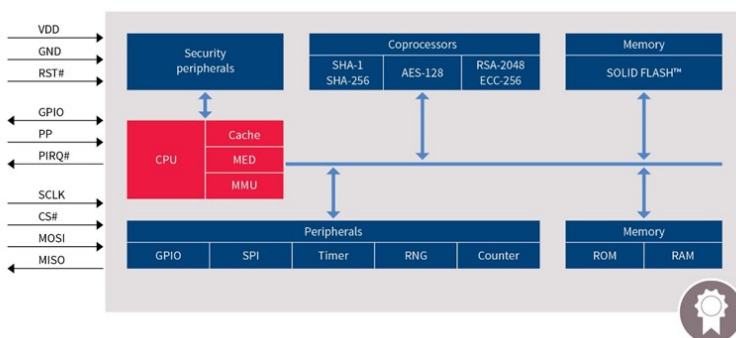 VDD
GND
RST#
GPIO
PP
PIRQ#
SCLK
CS#
MOSI
MISO
Security
peripherals
Coprocessors
SHA-1
SHA-256
AES-128
RSA-2048
ECC-256
Memory
SOLID FLASH™
CPU
Cache
MED
MMU
Peripherals
GPIO
SPI
Timer
RNG
Counter
Memory
ROM
RAM